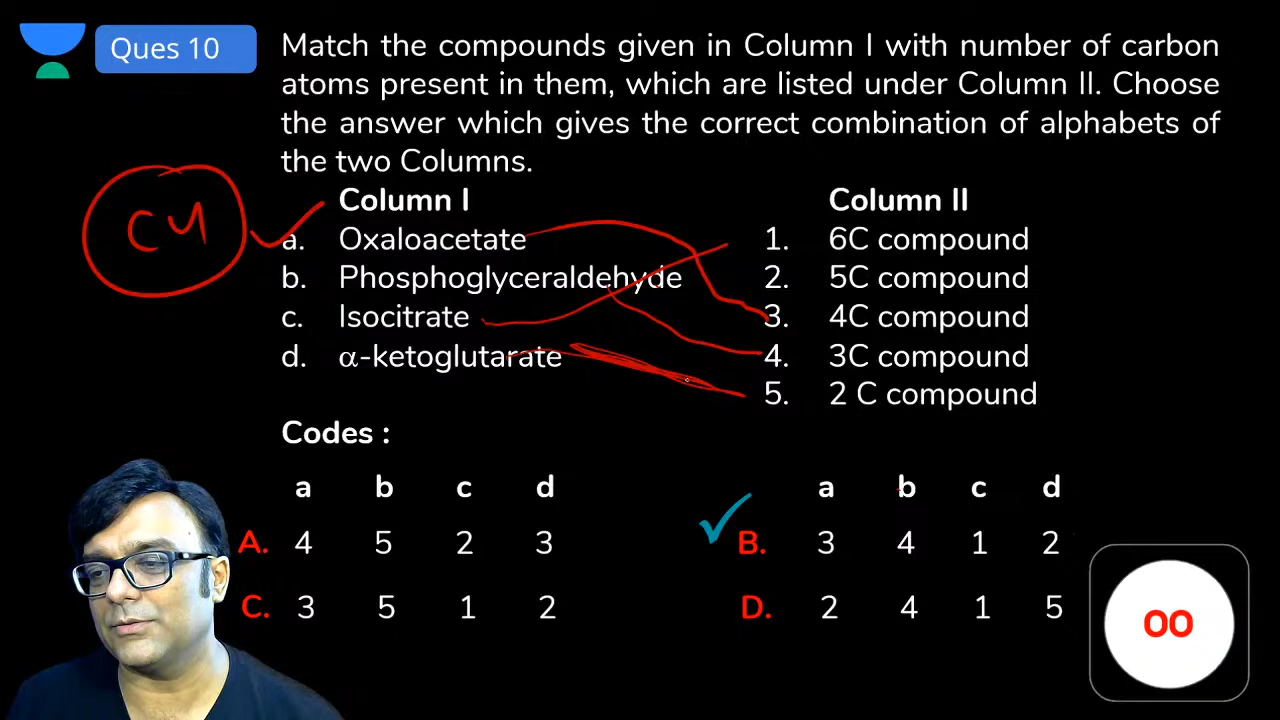 Ques 10
Match the compounds given in Column I with number of carbon
atoms present in them, which are listed under Column II. Choose
the answer which gives the correct combination of alphabets of
the two Columns.
C4
Column I Column II
a. Oxaloacetate 1. 6C compound
b. Phosphoglyceraldehyde 2. 5C compound
c. Isocitrate 3. 4C compound
d. α-ketoglutarate 4. 3C compound
5. 2 C compound
Codes :
a b c d a b c d
A. 4 5 2 3 B. 3 4 1 2
C. 3 5 1 2 D. 2 4 1 5
00